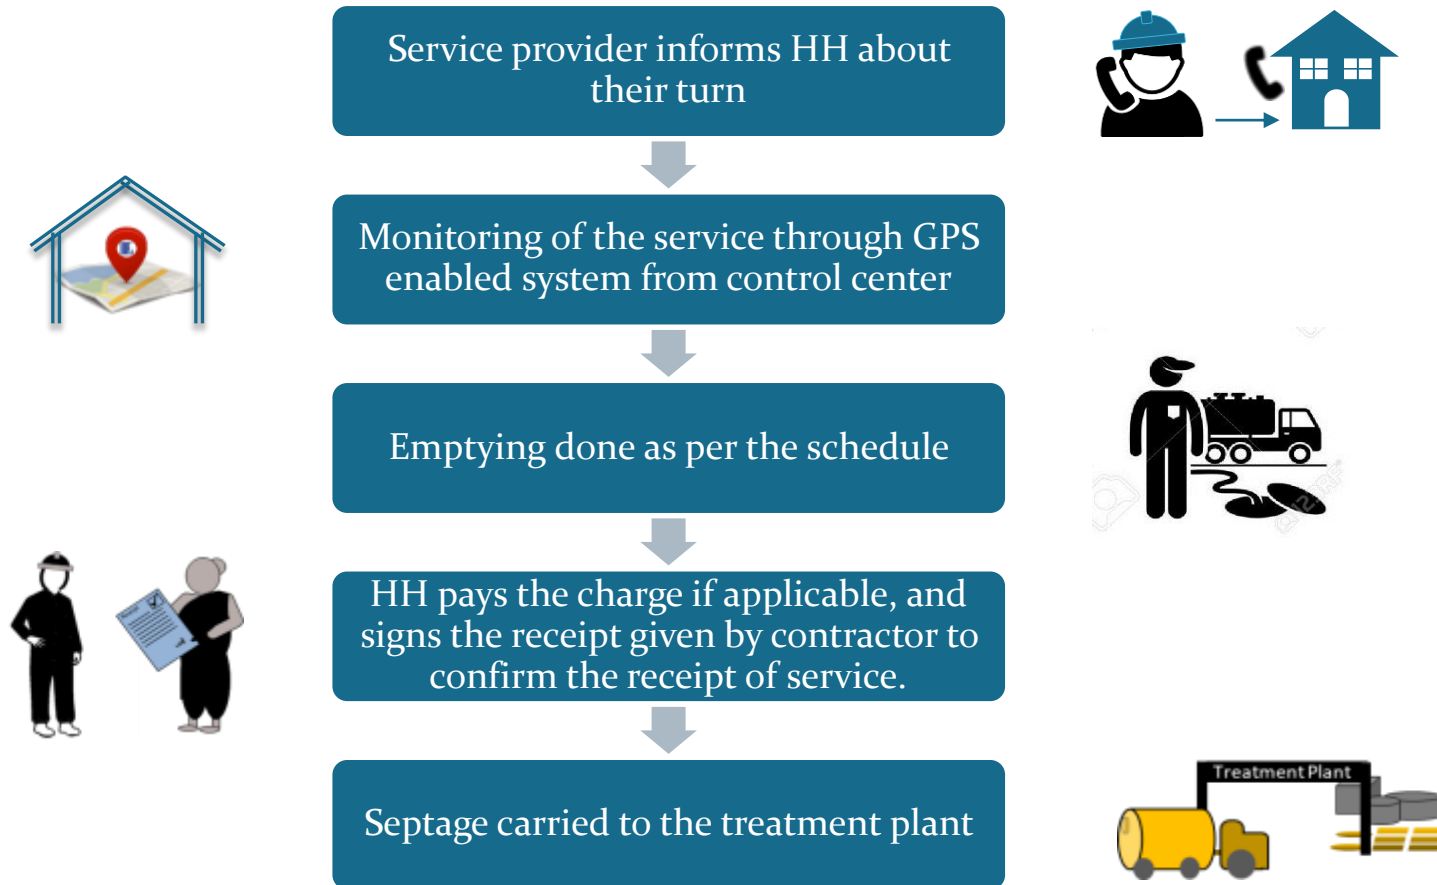 Service provider informs HH about
their turn
Monitoring of the service through GPS
enabled system from control center
Emptying done as per the schedule
HH pays the charge if applicable, and
signs the receipt given by contractor to
confirm the receipt of service.
Septage carried to the treatment plant
Treatment Plant